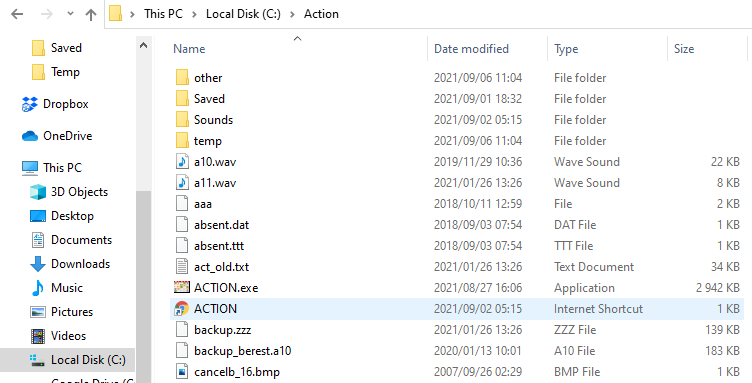 This PC > Local Disk (C:) > Action
Saved
Temp
Dropbox
OneDrive
This PC
3D Objects
Desktop
Documents
Downloads
Music
Pictures
Videos
Local Disk (C:)
Name Date modified Type Size
other 2021/09/06 11:04 File folder
Saved 2021/09/01 18:32 File folder
Sounds 2021/09/02 05:15 File folder
temp 2021/09/06 11:04 File folder
a10.wav 2019/11/29 10:36 Wave Sound 22 KB
a11.wav 2021/01/26 13:26 Wave Sound 8 KB
aaa 2018/10/11 12:59 File 2 KB
absent.dat 2018/09/03 07:54 DAT File 1 KB
absent.ttt 2018/09/03 07:54 TTT File 1 KB
act_old.txt 2021/01/26 13:26 Text Document 34 KB
ACTION.exe 2021/08/27 16:06 Application 2 942 KB
ACTION 2021/09/02 05:15 Internet Shortcut 1 KB
backup.zzz 2021/01/26 13:26 ZZZ File 139 KB
backup_berest.a10 2020/01/13 10:01 A10 File 183 KB
cancelb_16.bmp 2007/09/26 02:29 BMP File 1 KB